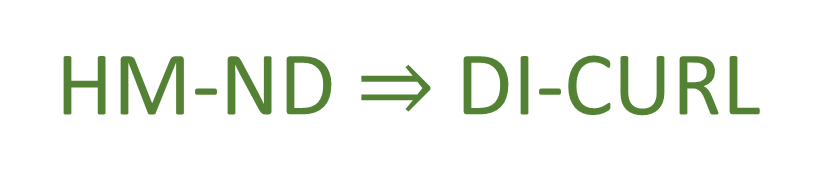 HM-ND ⇒ DI-CURL